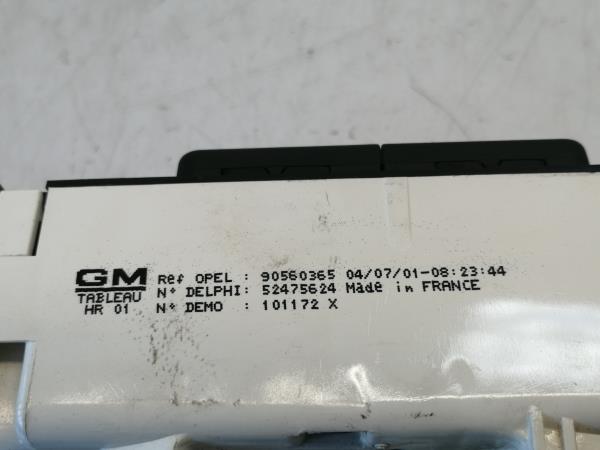 GM Ref OPEL : 90560365 04/07/01-08:23:44
TABLEAU N° DELPHI: 52475624 Made in FRANCE
HR 01 N° DEMO : 101172 X